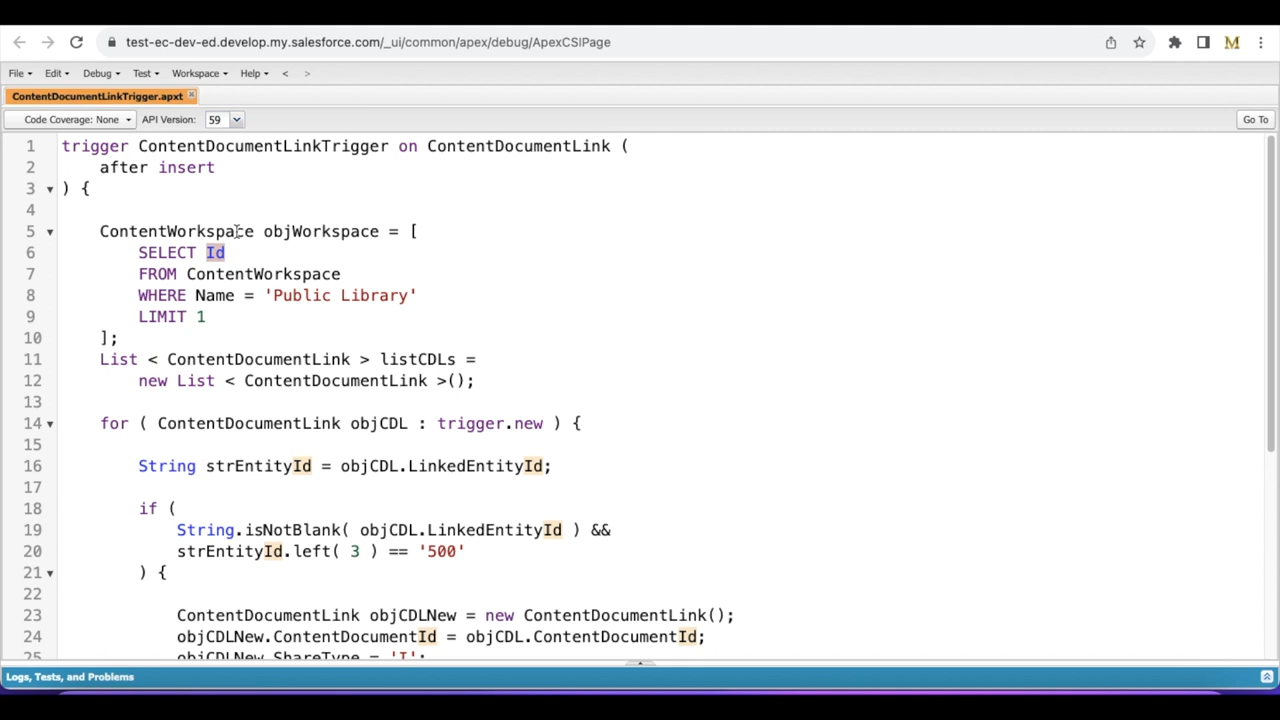 test-ec-dev-ed.develop.my.salesforce.com/_ui/common/apex/debug/ApexCSIPage
M
File Edit Debug Test Workspace Help < >
ContentDocumentLinkTrigger.apxt
Code Coverage: None API Version: 59 Go To
1 trigger ContentDocumentLinkTrigger on ContentDocumentLink (
2 after insert
3 ) {
4
5 ContentWorkspace objWorkspace = [
6 SELECT Id
7 FROM ContentWorkspace
8 WHERE Name = 'Public Library'
9 LIMIT 1
10 ];
11 List < ContentDocumentLink > listCDLs =
12 new List < ContentDocumentLink >();
13
14 for ( ContentDocumentLink objCDL : trigger.new ) {
15
16 String strEntityId = objCDL.LinkedEntityId;
17
18 if (
19 String.isNotBlank( objCDL.LinkedEntityId ) &&
20 strEntityId.left( 3 ) == '500'
21 ) {
22
23 ContentDocumentLink objCDLNew = new ContentDocumentLink();
24 objCDLNew.ContentDocumentId = objCDL.ContentDocumentId;
25 objCDLNew.ShareType = 'I';
Logs, Tests, and Problems